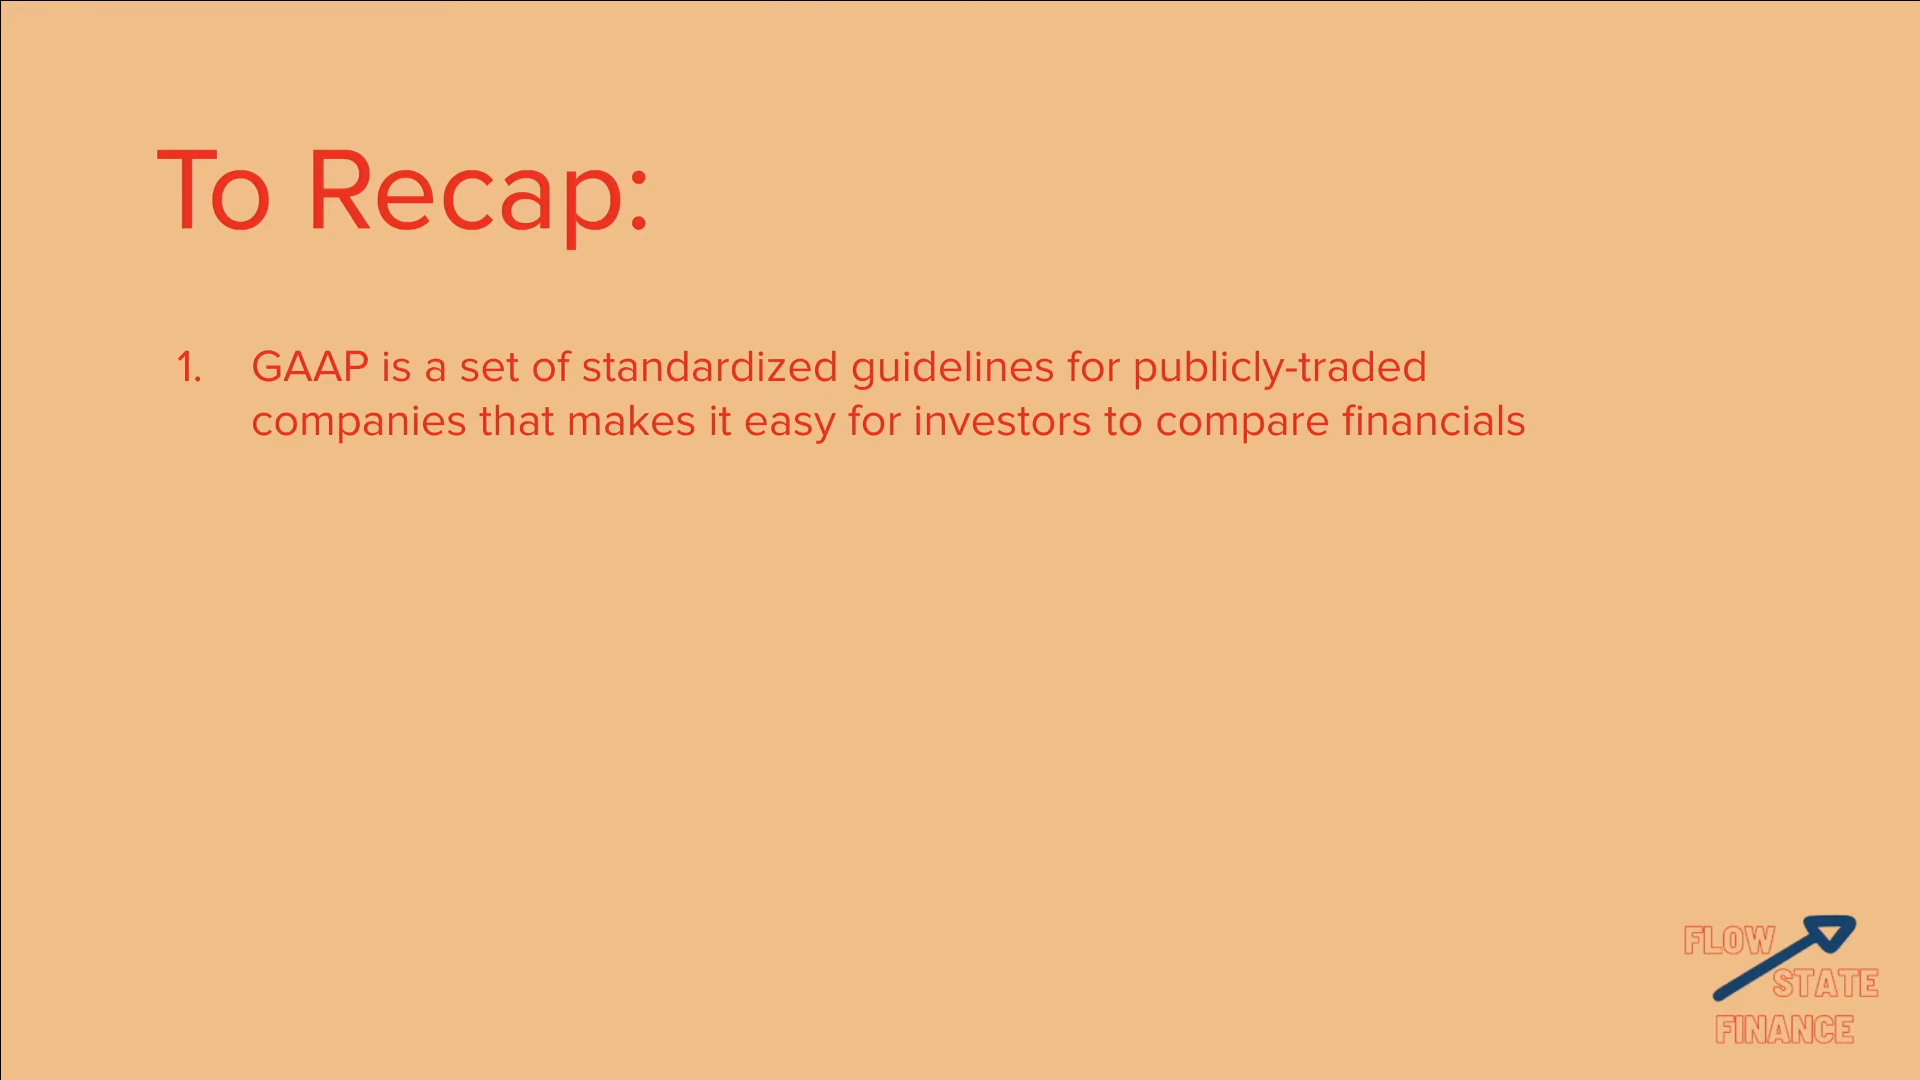 To Recap:
1. GAAP is a set of standardized guidelines for publicly-traded
companies that makes it easy for investors to compare financials
FLOW
STATE
FINANCE